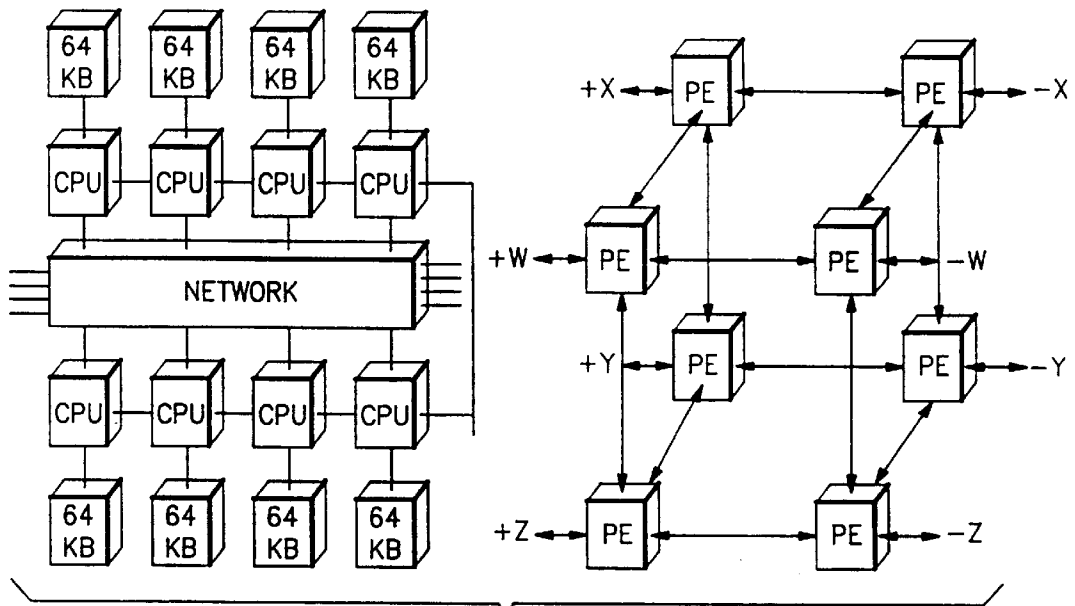 64 KB
64 KB
64 KB
64 KB
CPU
CPU
CPU
CPU
NETWORK
CPU
CPU
CPU
CPU
64 KB
64 KB
64 KB
64 KB
+X
PE
PE
-X
+W
PE
PE
-W
+Y
PE
PE
-Y
+Z
PE
PE
-Z